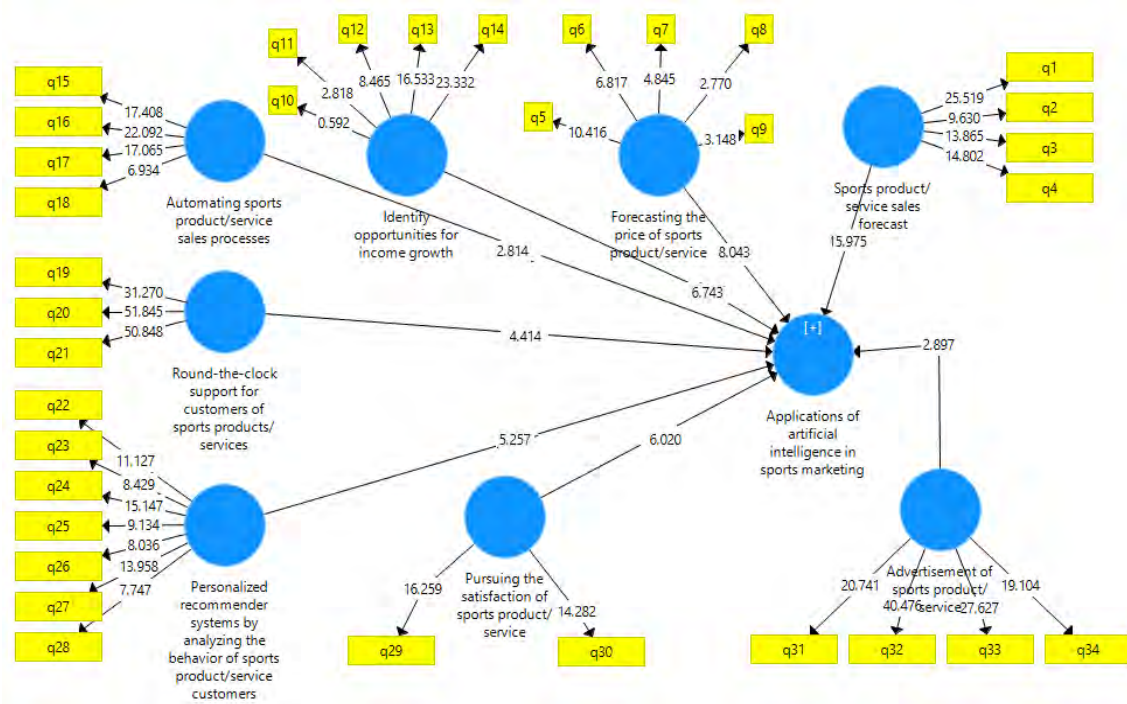 q11
q12
q13
q14
q10
2.818
8.465
16.533
23.332
0.592
q6
q7
q8
q5
q9
6.817
4.845
2.770
10.416
3.148
q1
q2
q3
q4
25.519
9.630
13.865
14.802
q15
q16
q17
q18
17.408
22.092
17.065
6.934
Automating sports
product/service
sales processes
Identify
opportunities for
income growth
Forecasting the
price of sports
product/service
Sports product/
service sales
forecast
2.814
6.743
8.043
15.975
q19
q20
q21
31.270
51.845
50.848
4.414
[+]
2.897
Round-the-clock
support for
customers of
sports products/
services
Applications of
artificial
intelligence in
sports marketing
q22
q23
q24
q25
q26
q27
q28
11.127
8.429
15.147
9.134
8.036
13.958
7.747
5.257
6.020
Personalized
recommender
systems by
analyzing the
behavior of sports
product/service
customers
Pursuing the
satisfaction of
sports product/
service
16.259
14.282
q29
q30
Advertisement of
sports product/
service
20.741
40.476
27.627
19.104
q31
q32
q33
q34